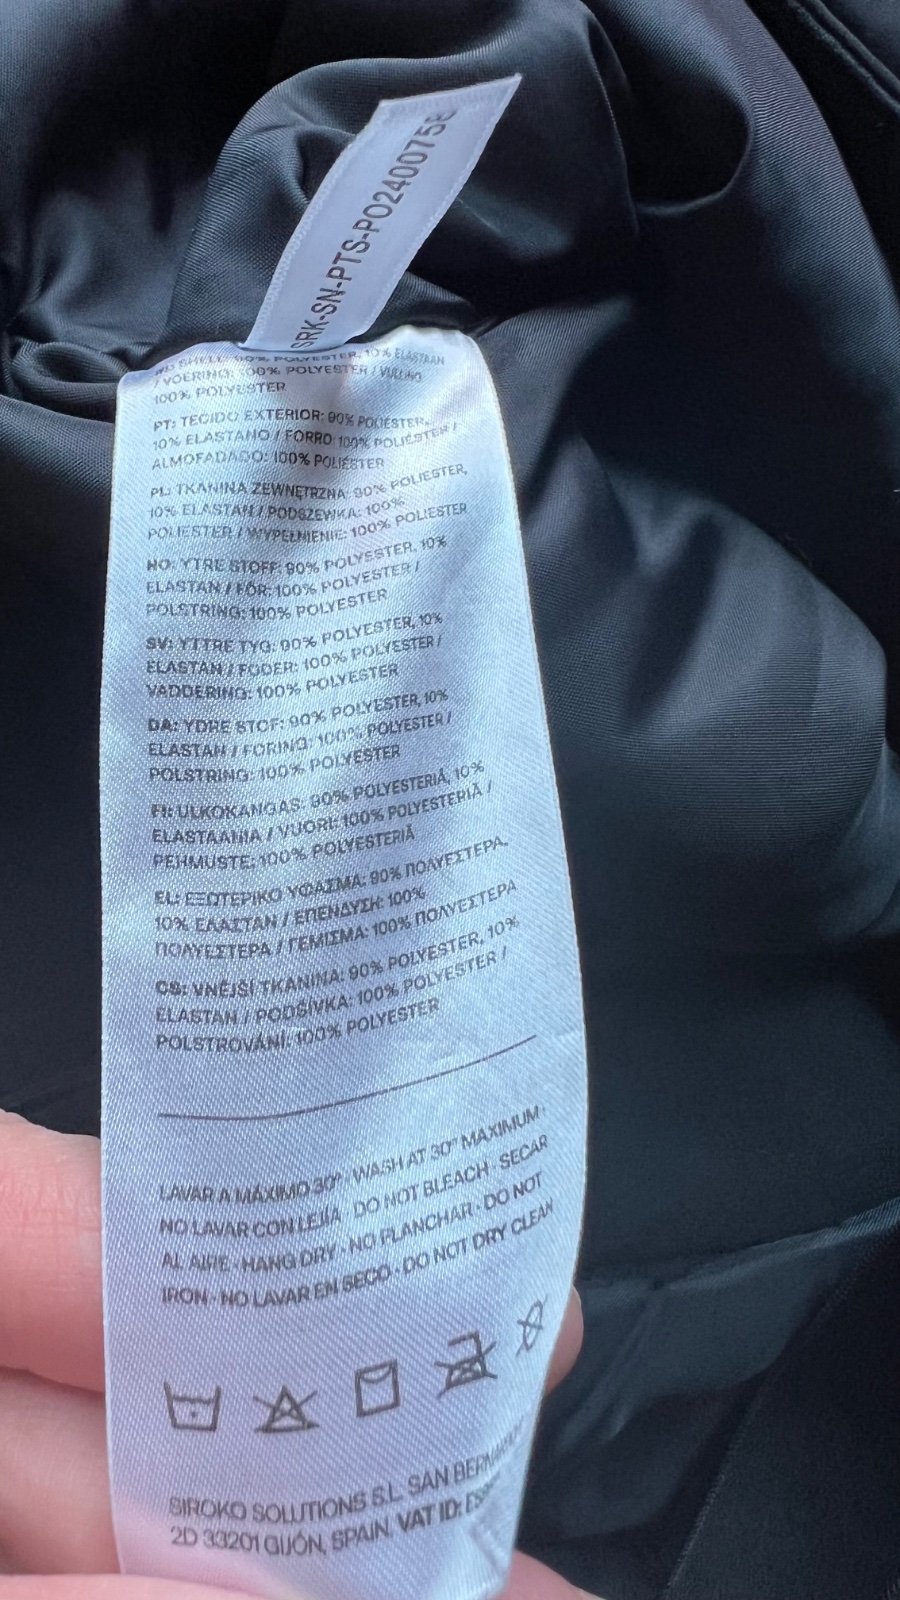 SRK-SN-PTS-PO2400758
SHELL: 90% POLYESTER, 10% ELASTAAN
/ VOERING: 100% POLYESTER / VULLING
100% POLYESTER
PT: TECIDO EXTERIOR: 90% POLIÉSTER,
10% ELASTANO / FORRO: 100% POLIÉSTER /
ALMOFADADO: 100% POLIÉSTER
PL: TKANINA ZEWNĘTRZNA: 90% POLIESTER,
10% ELASTAN / PODSZEWKA: 100%
POLIESTER / WYPEŁNIENIE: 100% POLIESTER
NO: YTRE STOFF: 90% POLYESTER, 10%
ELASTAN / FÔR: 100% POLYESTER /
POLSTRING: 100% POLYESTER
SV: YTTRE TYG: 90% POLYESTER, 10%
ELASTAN / FODER: 100% POLYESTER /
VADDERING: 100% POLYESTER
DA: YDRE STOF: 90% POLYESTER, 10%
ELASTAN / FORING: 100% POLYESTER /
POLSTRING: 100% POLYESTER
FI: ULKOKANGAS: 90% POLYESTERIÄ, 10%
ELASTAANIA / VUORI: 100% POLYESTERIÄ /
PEHMUSTE: 100% POLYESTERIÄ
EL: ΕΞΩΤΕΡΙΚΟ ΥΦΑΣΜΑ: 90% ΠΟΛΥΕΣΤΕΡΑ,
10% ΕΛΑΣΤΑΝ / ΕΠΕΝΔΥΣΗ: 100%
ΠΟΛΥΕΣΤΕΡΑ / ΓΕΜΙΣΜΑ: 100% ΠΟΛΥΕΣΤΕΡΑ
CS: VNĚJŠÍ TKANINA: 90% POLYESTER, 10%
ELASTAN / PODŠÍVKA: 100% POLYESTER /
POLSTROVÁNÍ: 100% POLYESTER
LAVAR A MÁXIMO 30° · WASH AT 30° MAXIMUM ·
NO LAVAR CON LEJÍA · DO NOT BLEACH · SECAR
AL AIRE · HANG DRY · NO PLANCHAR · DO NOT
IRON · NO LAVAR EN SECO · DO NOT DRY CLEAN
SIROKO SOLUTIONS S.L. SAN BERNARDO
2D 33201 GIJÓN, SPAIN. VAT ID: